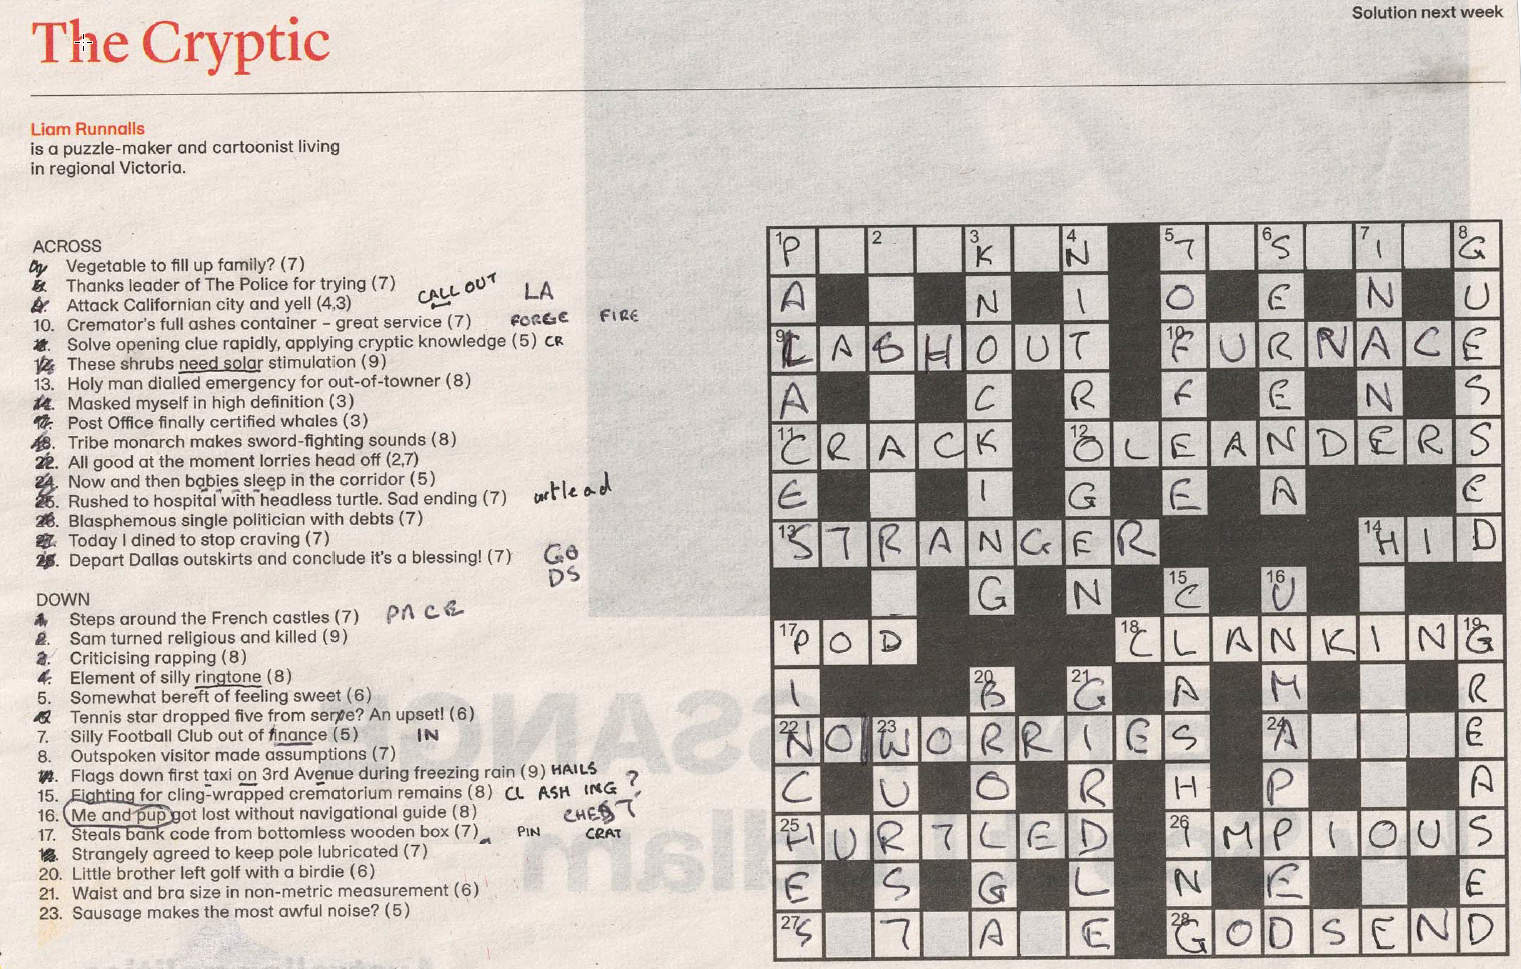 The Cryptic
Solution next week
Liam Runnalls
is a puzzle-maker and cartoonist living
in regional Victoria.
ACROSS
Vegetable to fill up family? (7)
Thanks leader of The Police for trying (7)
Attack Californian city and yell (4,3) CALL OUT LA
10. Cremator's full ashes container – great service (7) FORGE FIRE
Solve opening clue rapidly, applying cryptic knowledge (5) CR
These shrubs need solar stimulation (9)
13. Holy man dialled emergency for out-of-towner (8)
14. Masked myself in high definition (3)
17. Post Office finally certified whales (3)
18. Tribe monarch makes sword-fighting sounds (8)
22. All good at the moment lorries head off (2,7)
24. Now and then babies sleep in the corridor (5)
25. Rushed to hospital with headless turtle. Sad ending (7) urtle ad
26. Blasphemous single politician with debts (7)
27. Today I dined to stop craving (7)
28. Depart Dallas outskirts and conclude it's a blessing! (7) GO
DS
DOWN
1. Steps around the French castles (7) PACE
2. Sam turned religious and killed (9)
3. Criticising rapping (8)
4. Element of silly ringtone (8)
5. Somewhat bereft of feeling sweet (6)
Tennis star dropped five from serve? An upset! (6)
7. Silly Football Club out of finance (5) IN
8. Outspoken visitor made assumptions (7)
14. Flags down first taxi on 3rd Avenue during freezing rain (9) HAILS
15. Fighting for cling-wrapped crematorium remains (8) CL ASH ING ?
16. Me and pup got lost without navigational guide (8) CHEST
17. Steals bank code from bottomless wooden box (7) PIN CRAT
19. Strangely agreed to keep pole lubricated (7)
20. Little brother left golf with a birdie (6)
21. Waist and bra size in non-metric measurement (6)
23. Sausage makes the most awful noise? (5)
1 P 2 3 K 4 N 5 T 6 S 7 I 8 G
A N I O E N U
9 L A S H O U T 10 F U R N A C E
A C R F E N S
11 C R A C K 12 O L E A N D E R S
E I G E A E
13 S T R A N G E R 14 H I D
G N 15 C 16 U
17 P O D 18 C L A N K I N 19 G
I 20 B 21 G A M R
22 N O 23 W O R R I E S 24 A E
C U O R H P A
25 H U R T L E D 26 I M P I O U S
E S G L N E E
27 S T A E 28 G O D S E N D